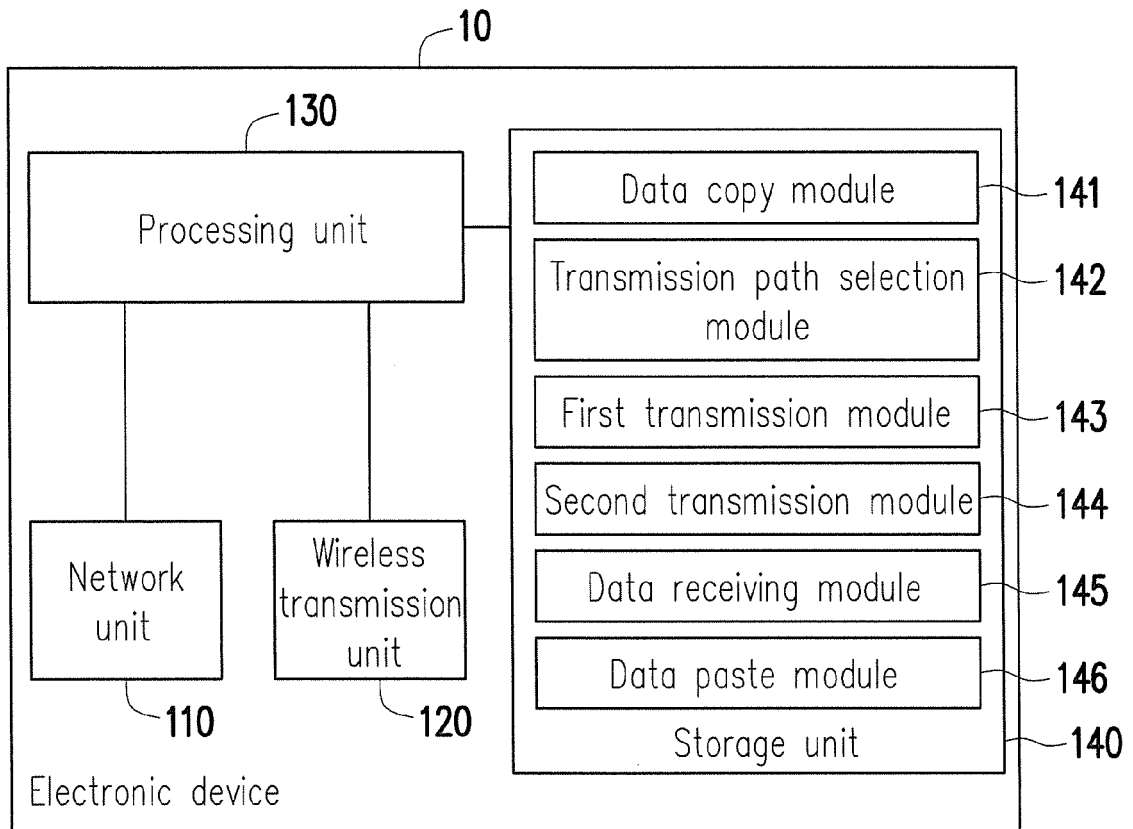 10
130
Processing unit
Data copy module
141
Transmission path selection
module
142
First transmission module
143
Second transmission module
144
Data receiving module
145
Data paste module
146
Storage unit
140
Network
unit
110
Wireless
transmission
unit
120
Electronic device